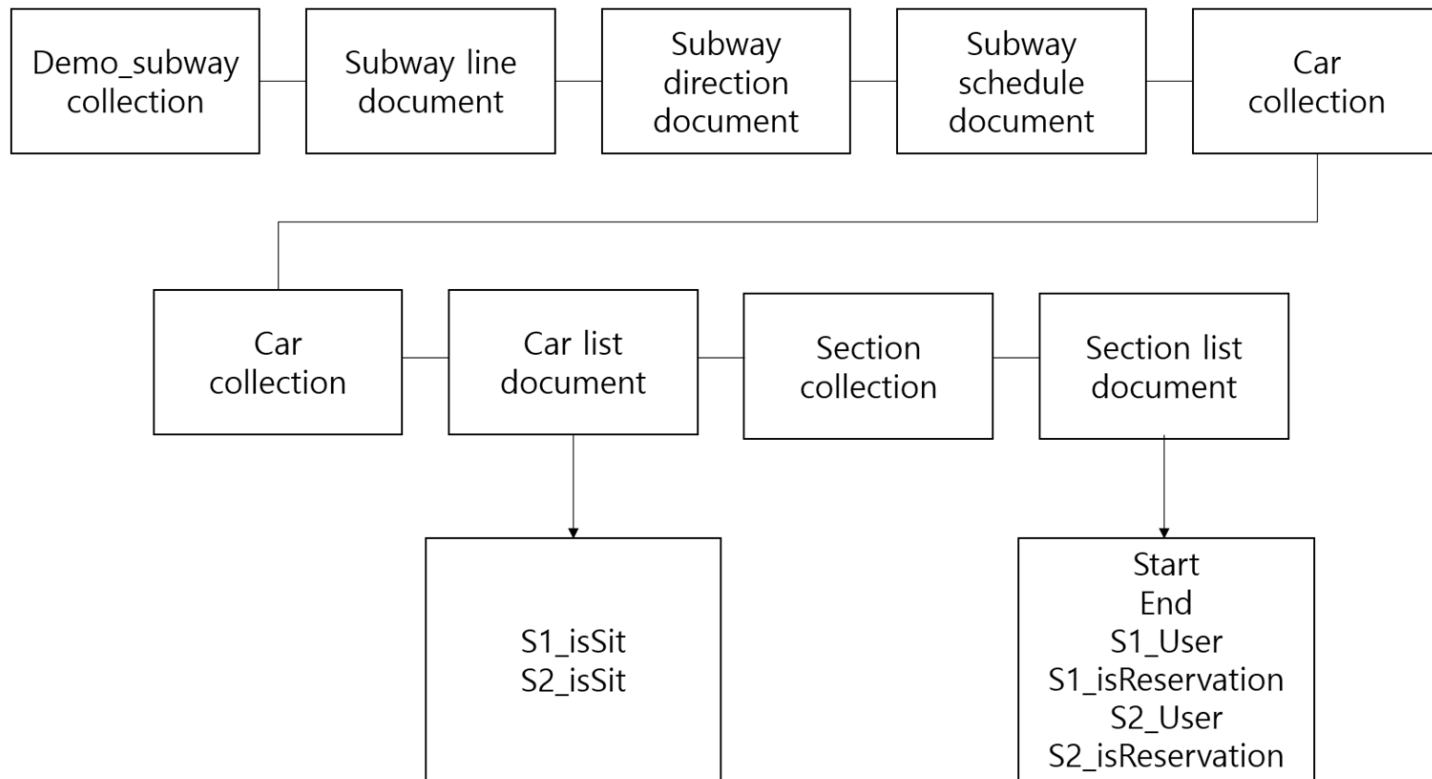 Demo_subway
collection
Subway line
document
Subway
direction
document
Subway
schedule
document
Car
collection
Car
collection
Car list
document
Section
collection
Section list
document
S1_isSit
S2_isSit
Start
End
S1_User
S1_isReservation
S2_User
S2_isReservation